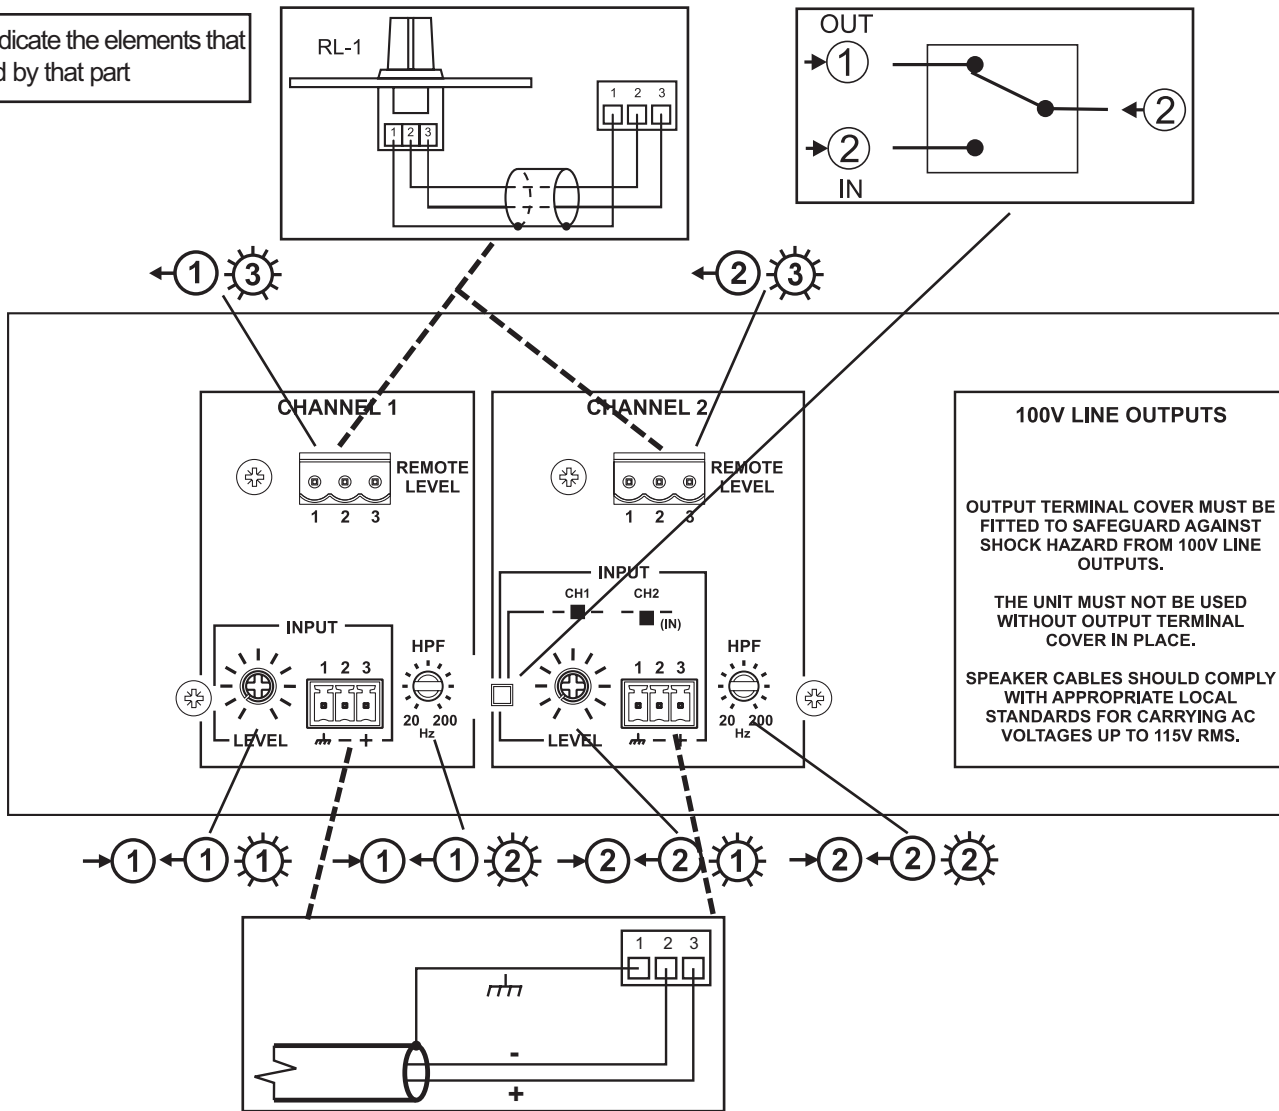 dicate the elements that
d by that part
RL-1
1 2 3
1 2 3
OUT
1
2
2
IN
1 3
2 3
CHANNEL 1
REMOTE
LEVEL
1 2 3
INPUT
1 2 3
HPF
20 200
Hz
LEVEL
- +
CHANNEL 2
REMOTE
LEVEL
1 2 3
INPUT
CH1 CH2
(IN)
1 2 3
HPF
20 200
Hz
LEVEL
- +
100V LINE OUTPUTS
OUTPUT TERMINAL COVER MUST BE
FITTED TO SAFEGUARD AGAINST
SHOCK HAZARD FROM 100V LINE
OUTPUTS.
THE UNIT MUST NOT BE USED
WITHOUT OUTPUT TERMINAL
COVER IN PLACE.
SPEAKER CABLES SHOULD COMPLY
WITH APPROPRIATE LOCAL
STANDARDS FOR CARRYING AC
VOLTAGES UP TO 115V RMS.
1 1 1
1 1 2
2 2 1
2 2 2
1 2 3
-
+